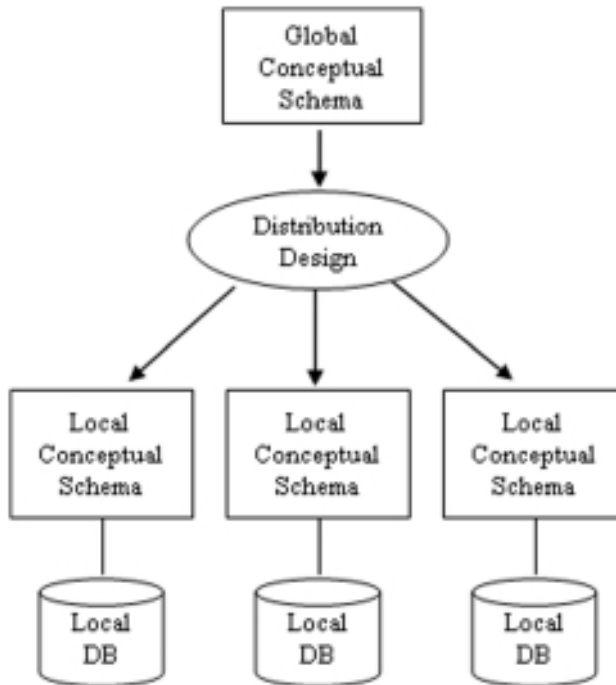 Global
Conceptual
Schema
Distribution
Design
Local
Conceptual
Schema
Local
Conceptual
Schema
Local
Conceptual
Schema
Local
DB
Local
DB
Local
DB